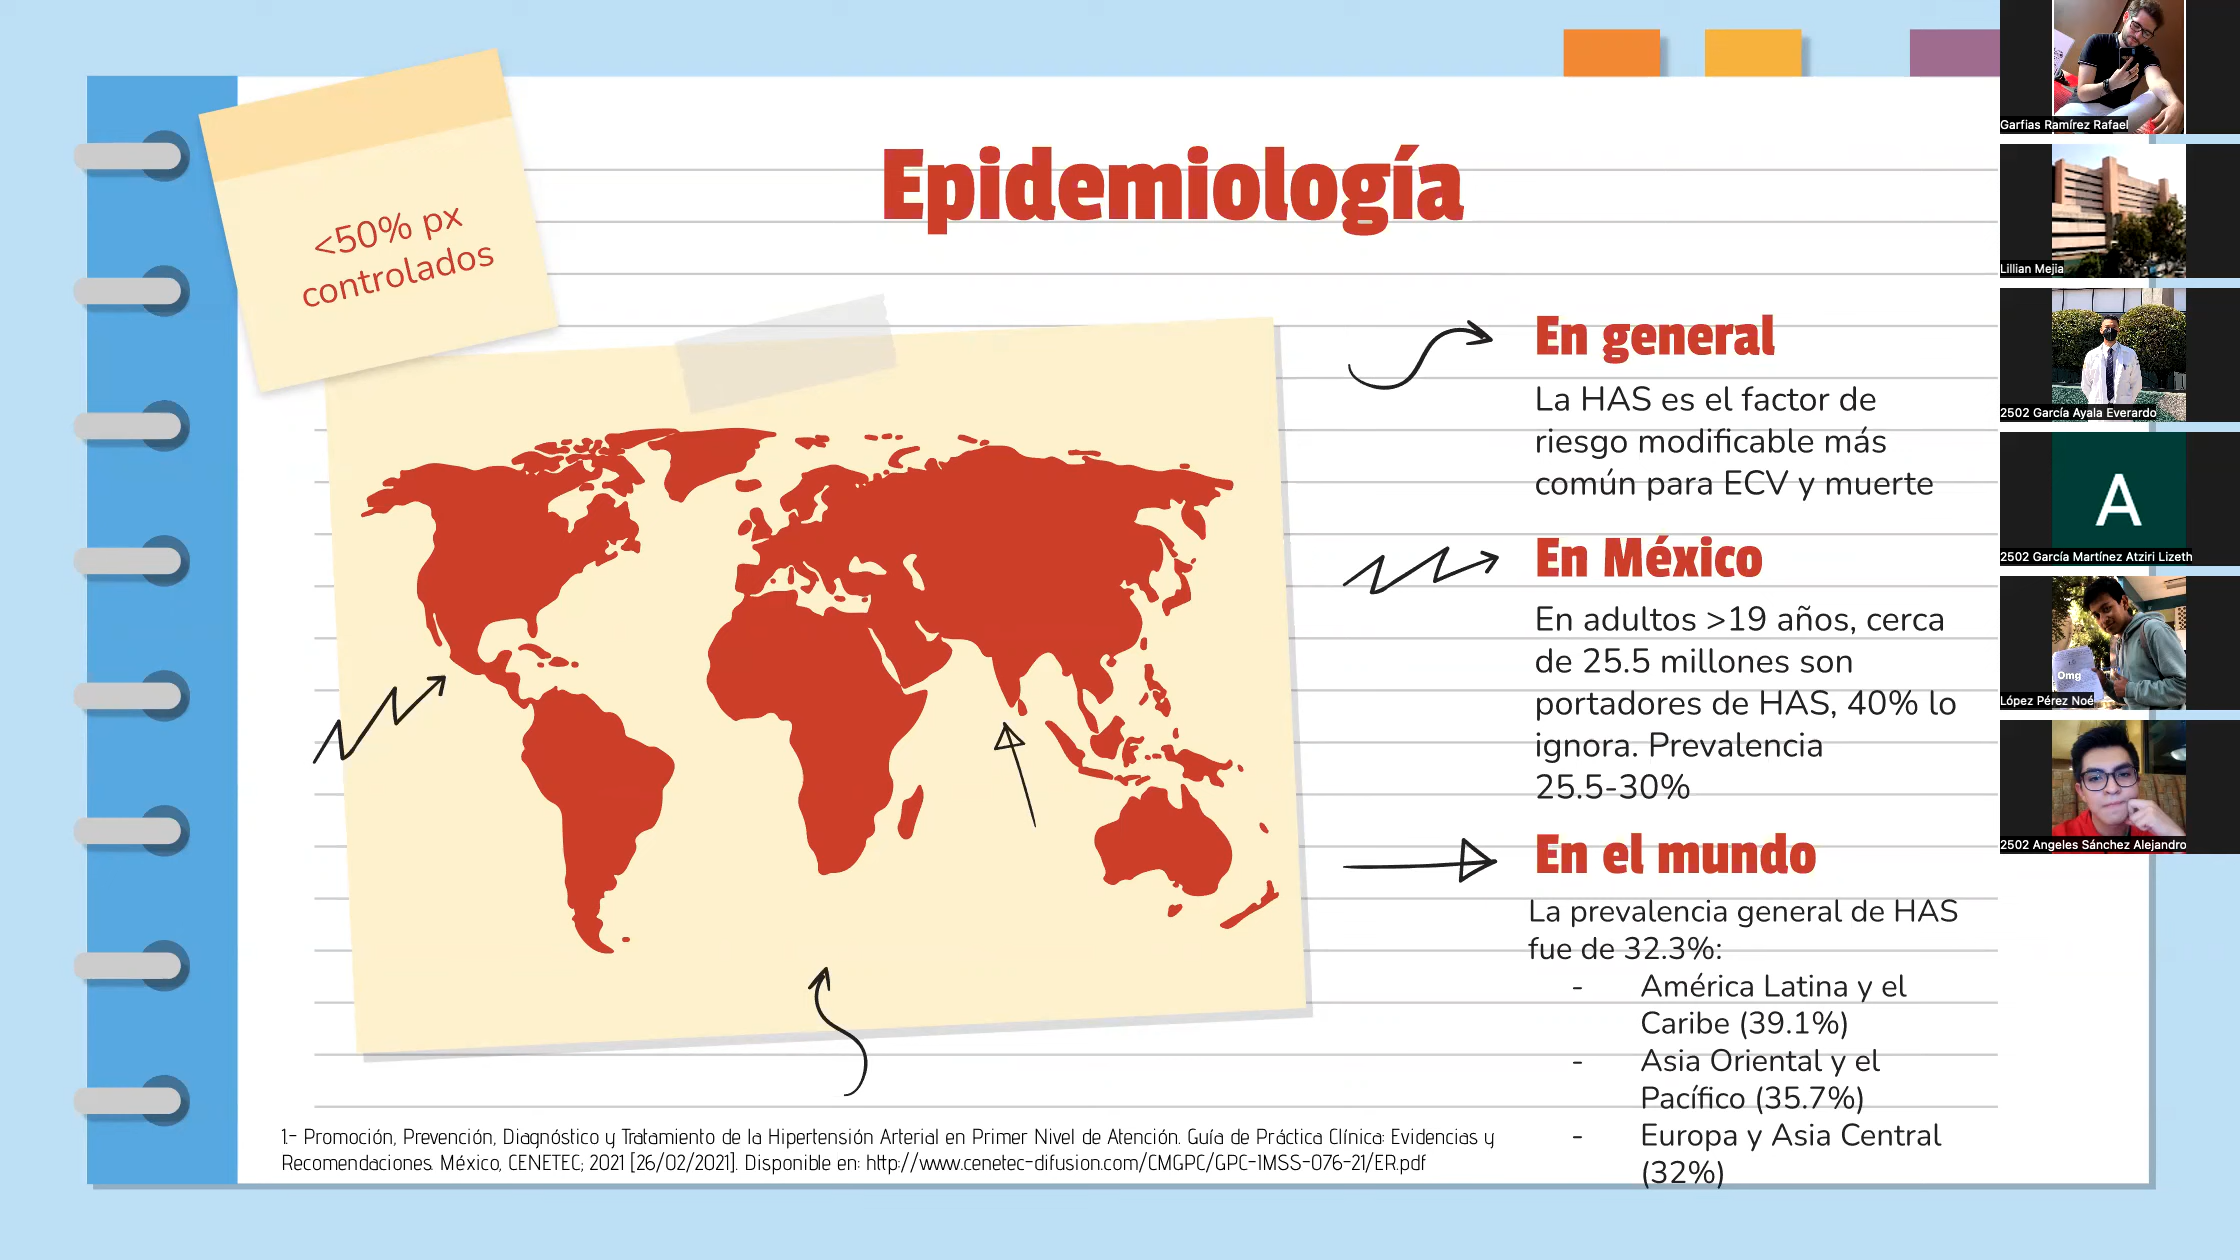 <50% px
controlados
Epidemiología
En general
La HAS es el factor de
riesgo modificable más
común para ECV y muerte
En México
En adultos >19 años, cerca
de 25.5 millones son
portadores de HAS, 40% lo
ignora. Prevalencia
25.5-30%
En el mundo
La prevalencia general de HAS
fue de 32.3%:
- América Latina y el
Caribe (39.1%)
- Asia Oriental y el
Pacífico (35.7%)
- Europa y Asia Central
(32%)
1.- Promoción, Prevención, Diagnóstico y Tratamiento de la Hipertensión Arterial en Primer Nivel de Atención. Guía de Práctica Clínica: Evidencias y
Recomendaciones. México, CENETEC; 2021 [26/02/2021]. Disponible en: http://www.cenetec-difusion.com/CMGPC/GPC-IMSS-076-21/ER.pdf
Garfias Ramírez Rafael
Lillian Mejia
2502 García Ayala Everardo
A
2502 García Martínez Atziri Lizeth
Omg
López Pérez Noé
2502 Angeles Sánchez Alejandro